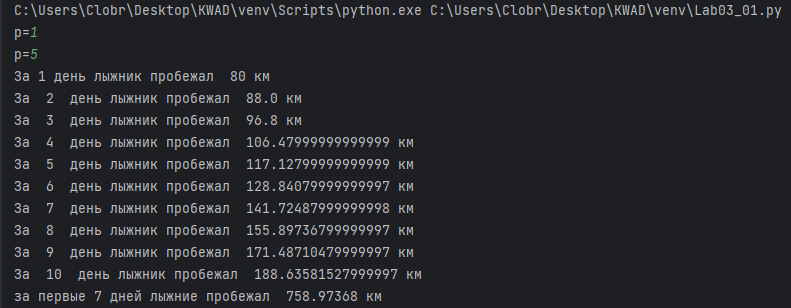 C:\Users\Clobr\Desktop\KWAD\venv\Scripts\python.exe C:\Users\Clobr\Desktop\KWAD\venv\Lab03_01.py
p=1
p=5
За 1 день лыжник пробежал  80 км
За  2  день лыжник пробежал  88.0 км
За  3  день лыжник пробежал  96.8 км
За  4  день лыжник пробежал  106.47999999999999 км
За  5  день лыжник пробежал  117.12799999999999 км
За  6  день лыжник пробежал  128.84079999999997 км
За  7  день лыжник пробежал  141.72487999999998 км
За  8  день лыжник пробежал  155.89736799999997 км
За  9  день лыжник пробежал  171.48710479999997 км
За  10  день лыжник пробежал  188.63581527999997 км
за первые 7 дней лыжние пробежал  758.97368 км